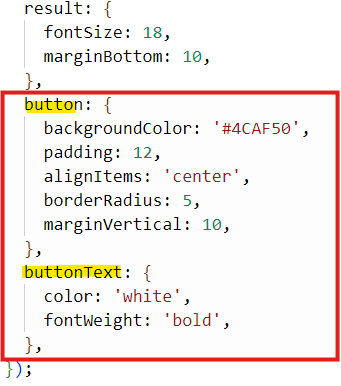 result: {
fontSize: 18,
marginBottom: 10,
},
button: {
backgroundColor: '#4CAF50',
padding: 12,
alignItems: 'center',
borderRadius: 5,
marginVertical: 10,
},
buttonText: {
color: 'white',
fontWeight: 'bold',
},
});